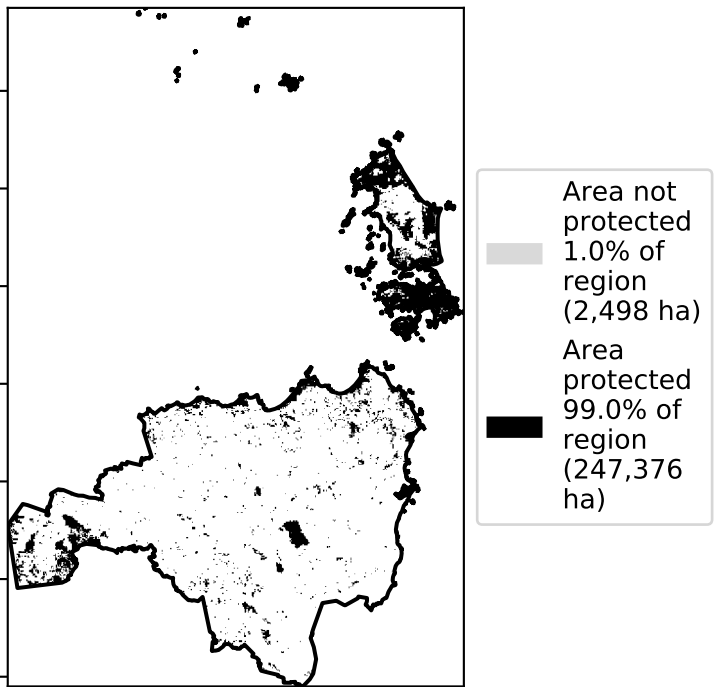 Area not
protected
1.0% of
region
(2,498 ha)
Area
protected
99.0% of
region
(247,376
ha)